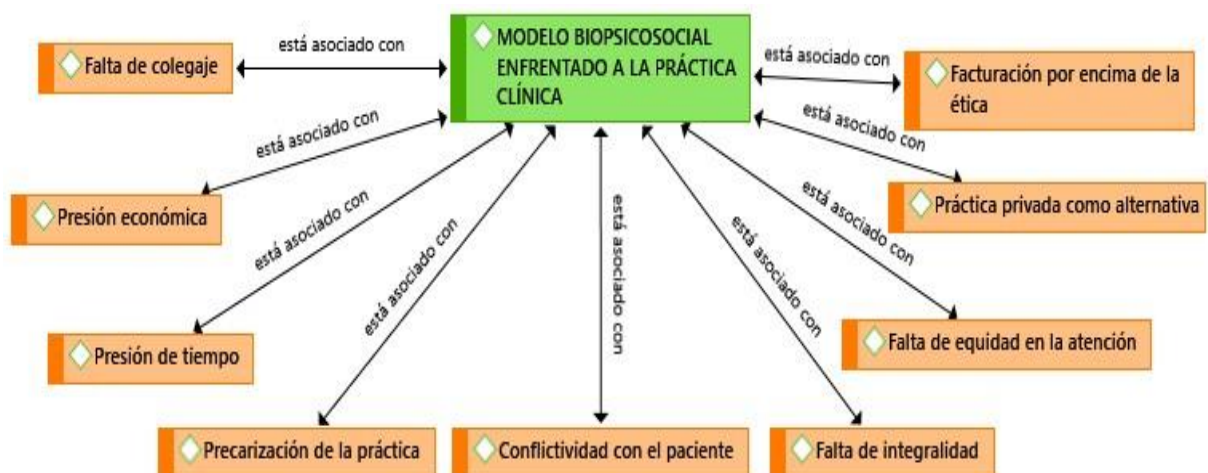 MODELO BIOPSICOSOCIAL
ENFRENTADO A LA PRÁCTICA
CLÍNICA
está asociado con
Falta de colegaje
está asociado con
Facturación por encima de la
ética
está asociado con
Presión económica
está asociado con
Práctica privada como alternativa
está asociado con
Presión de tiempo
está asociado con
Falta de equidad en la atención
está asociado con
Precarización de la práctica
está asociado con
Conflictividad con el paciente
está asociado con
Falta de integralidad